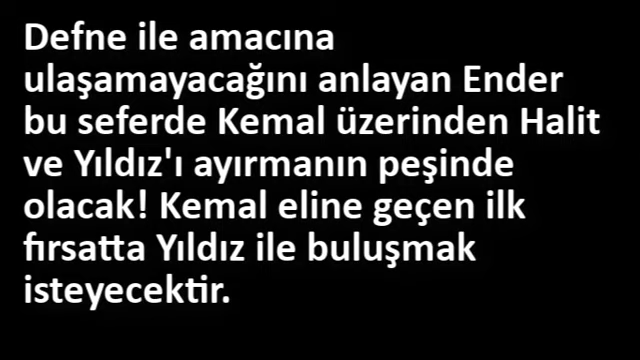 Defne ile amacına
ulaşamayacağını anlayan Ender
bu seferde Kemal üzerinden Halit
ve Yıldız'ı ayırmanın peşinde
olacak! Kemal eline geçen ilk
fırsatta Yıldız ile buluşmak
isteyecektir.